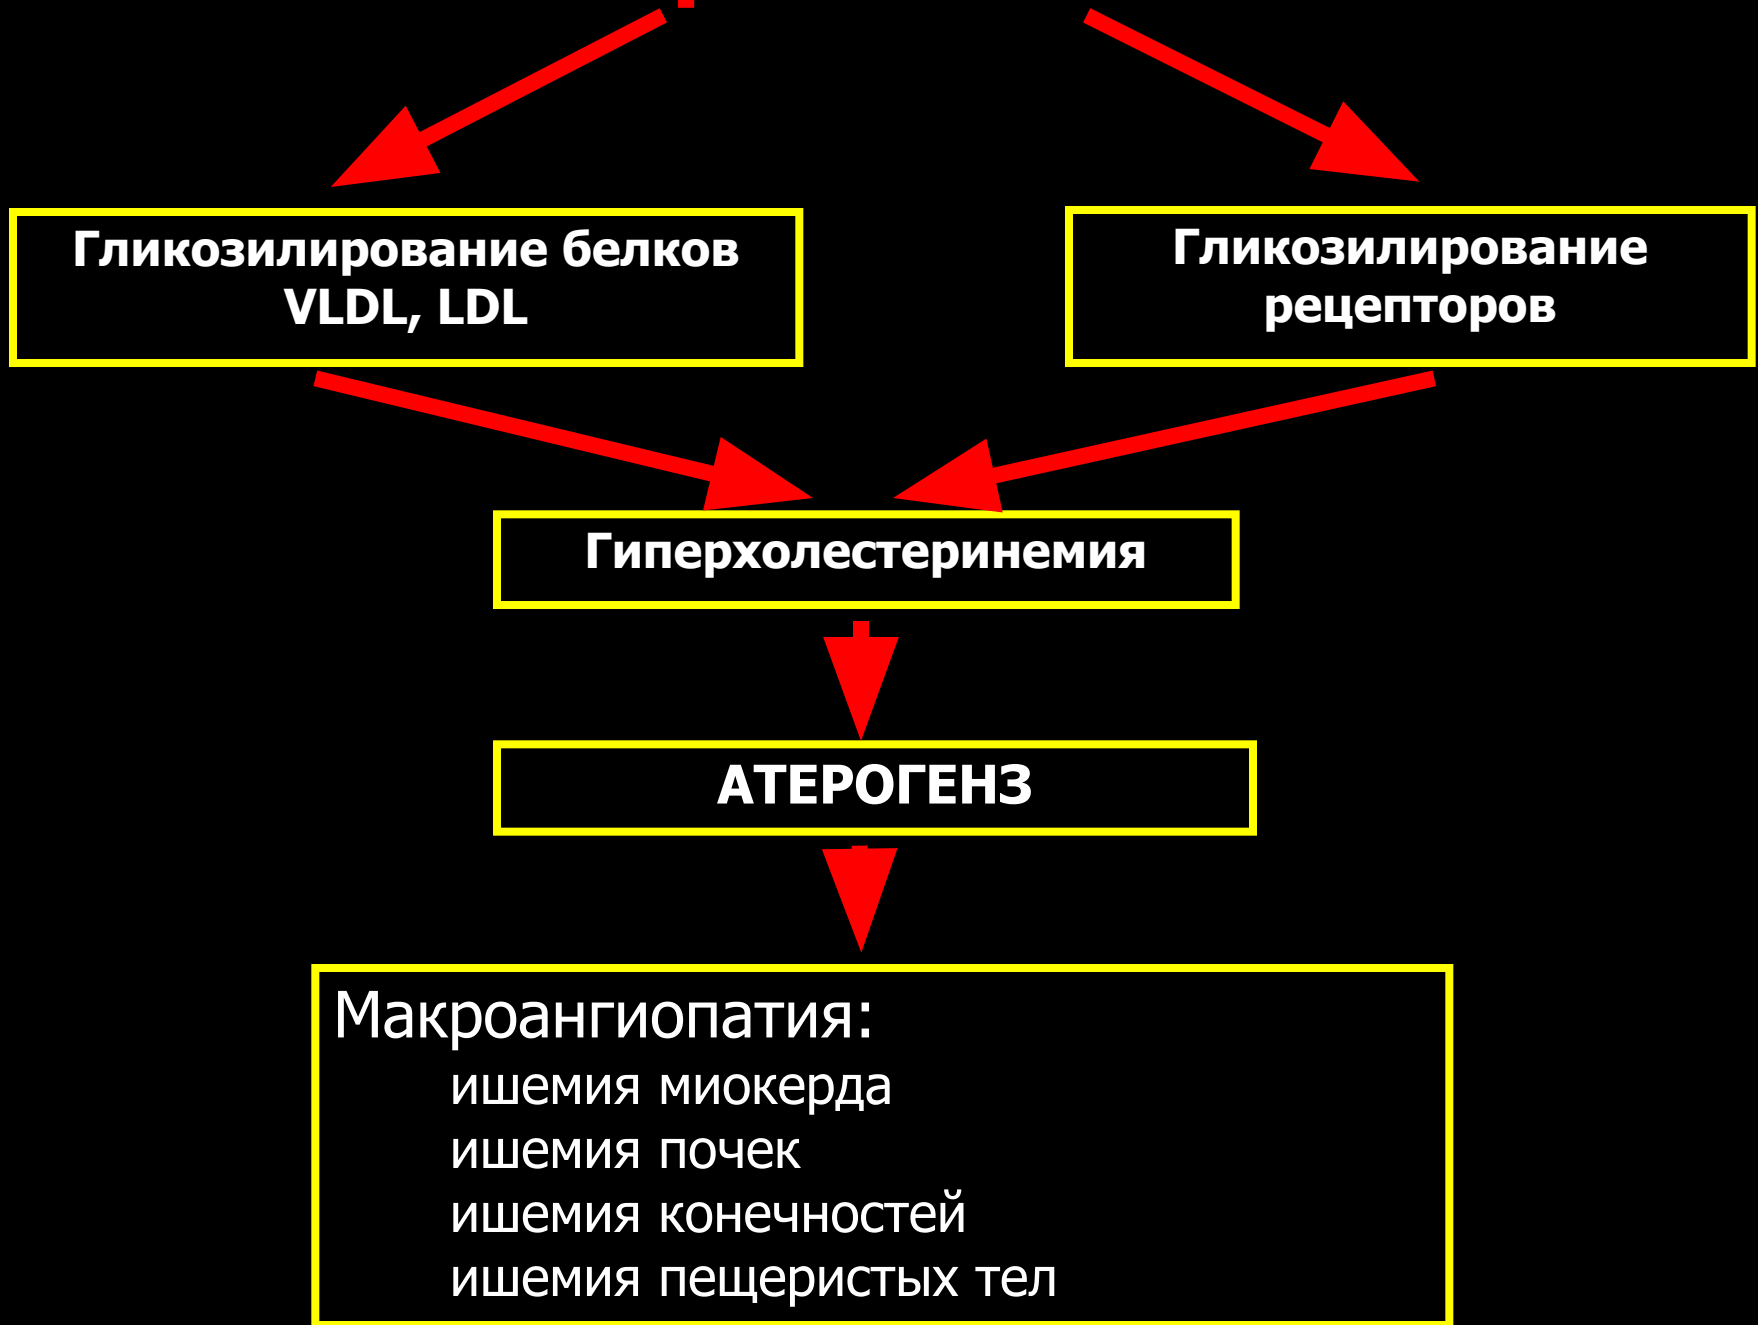 Гликозилирование белков
VLDL, LDL
Гликозилирование
рецепторов
Гиперхолестеринемия
АТЕРОГЕНЗ
Макроангиопатия:
ишемия миокерда
ишемия почек
ишемия конечностей
ишемия пещеристых тел